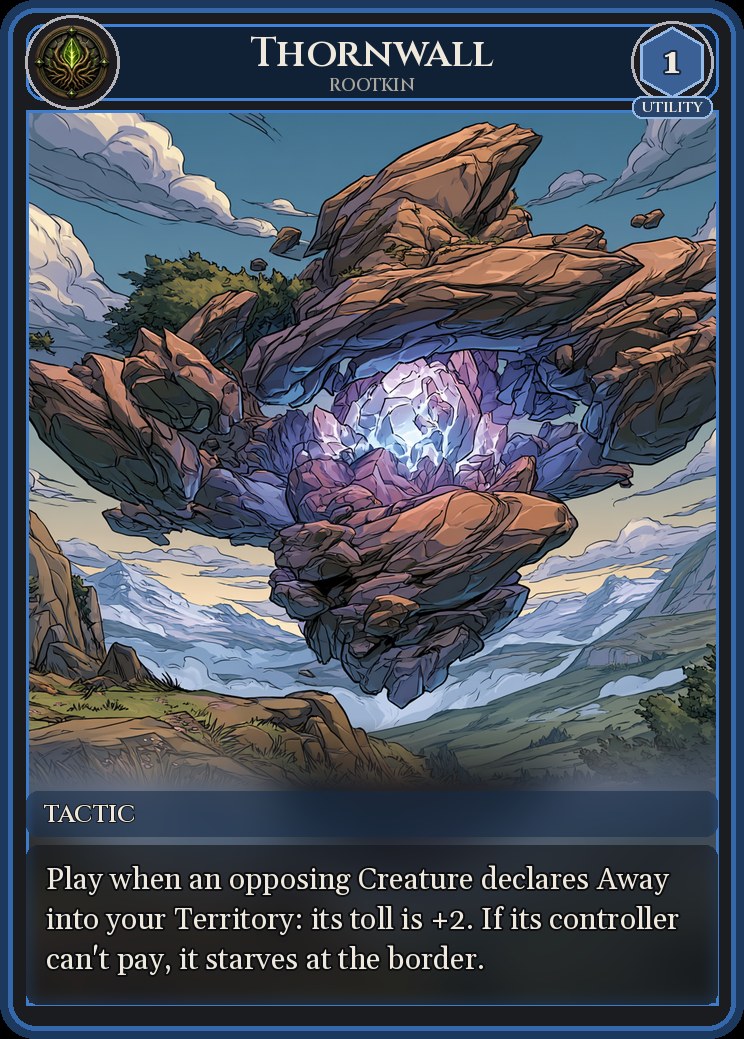 Thornwall
ROOTKIN
1
UTILITY
TACTIC
Play when an opposing Creature declares Away
into your Territory: its toll is +2. If its controller
can't pay, it starves at the border.